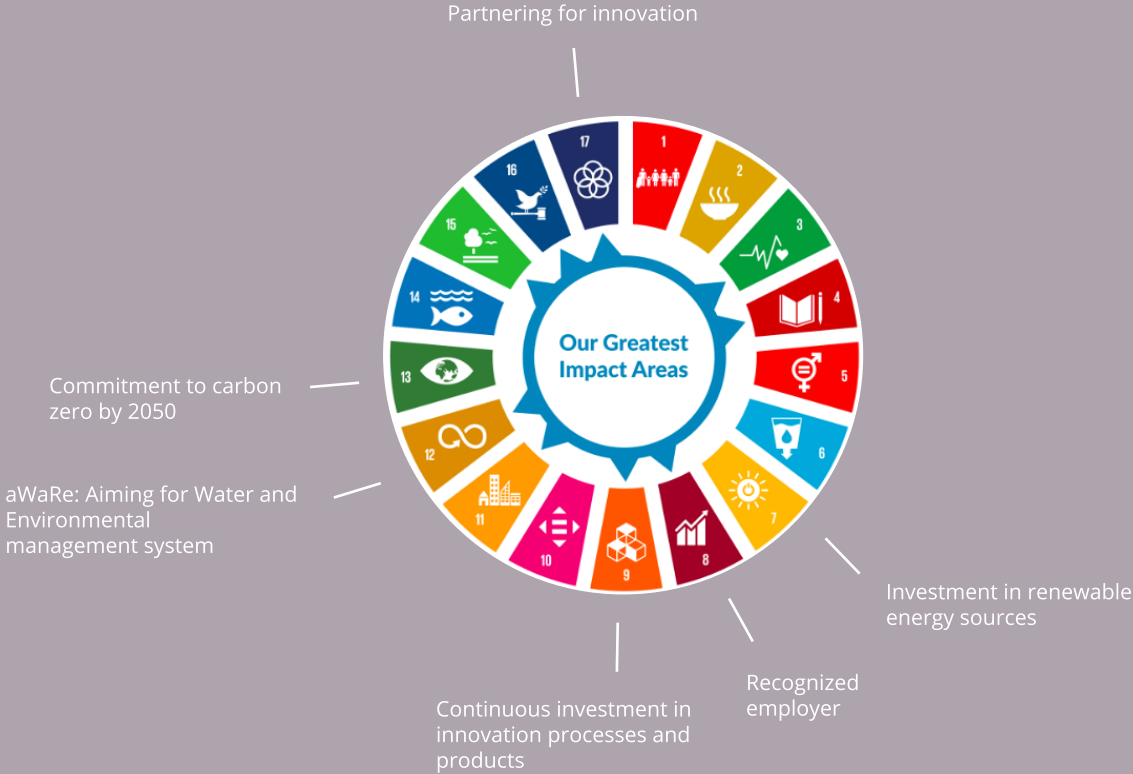 Partnering for innovation
17
1
16
2
15
3
14
4
Our Greatest
Impact Areas
13
5
Commitment to carbon
zero by 2050
12
6
aWaRe: Aiming for Water and
Environmental
management system
11
7
10
8
9
Investment in renewable
energy sources
Recognized
employer
Continuous investment in
innovation processes and
products